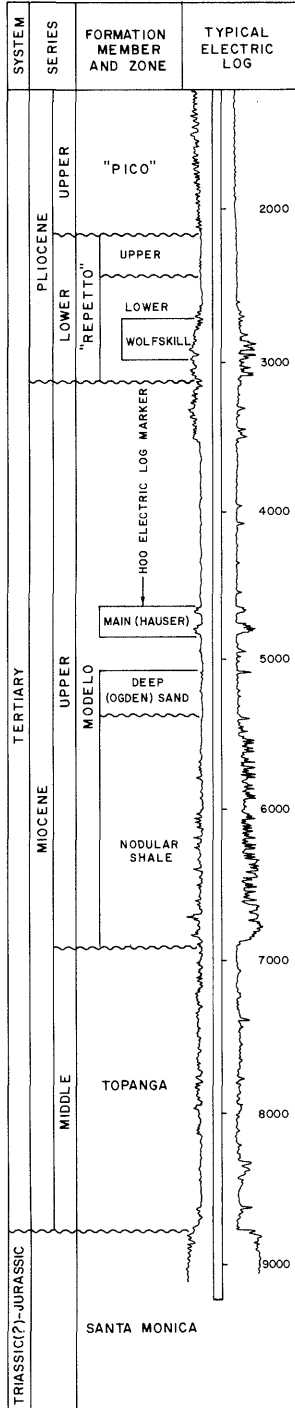 SYSTEM
SERIES
FORMATION
MEMBER
AND ZONE
TYPICAL
ELECTRIC
LOG
TERTIARY
PLIOCENE
UPPER
"PICO"
2000
LOWER
"REPETTO"
UPPER
LOWER
WOLFSKILL
3000
MIOCENE
UPPER
MODELO
HOO ELECTRIC LOG MARKER
4000
MAIN (HAUSER)
5000
DEEP
(OGDEN) SAND
6000
NODULAR
SHALE
7000
MIDDLE
TOPANGA
8000
TRIASSIC(?)-JURASSIC
9000
SANTA MONICA